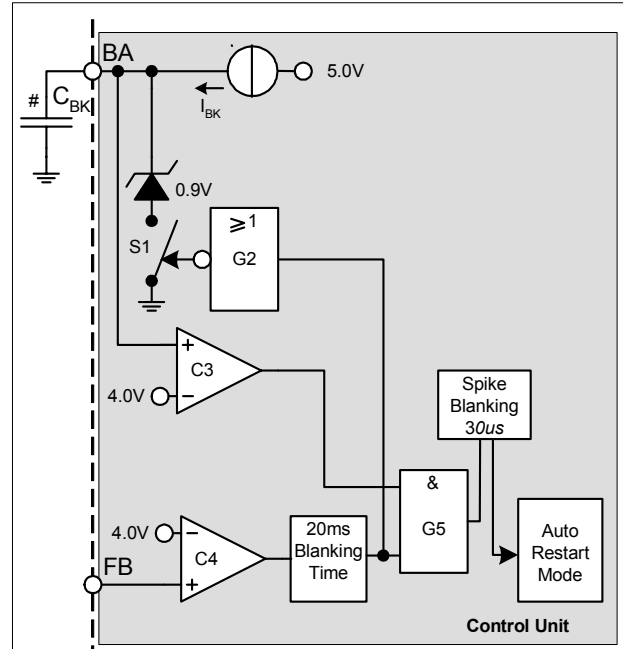 BA
5.0V
# C_BK
I_BK
0.9V
S1
≥1
G2
+
C3
4.0V
−
Spike
Blanking
30us
&
G5
4.0V
−
C4
+
20ms
Blanking
Time
Auto
Restart
Mode
FB
Control Unit